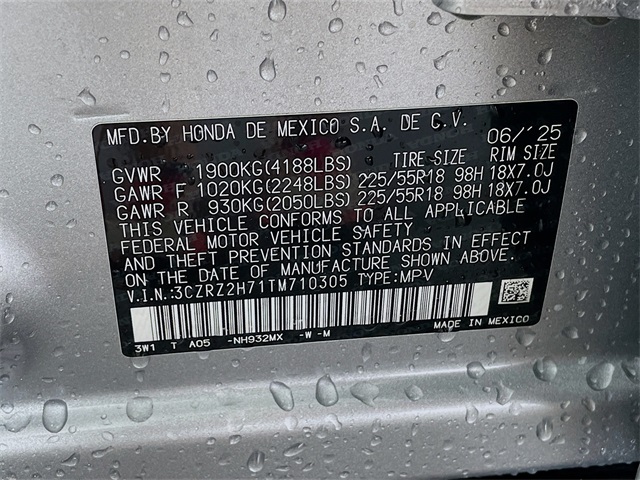 MFD.BY HONDA DE MEXICO S.A. DE C.V. 06/'25
GVWR 1900KG(4188LBS) TIRE SIZE RIM SIZE
GAWR F 1020KG(2248LBS) 225/55R18 98H 18X7.0J
GAWR R 930KG(2050LBS) 225/55R18 98H 18X7.0J
THIS VEHICLE CONFORMS TO ALL APPLICABLE
FEDERAL MOTOR VEHICLE SAFETY
AND THEFT PREVENTION STANDARDS IN EFFECT
ON THE DATE OF MANUFACTURE SHOWN ABOVE.
V.I.N.:3CZRZ2H71TM710305 TYPE:MPV
3W1 T A05 -NH932MX -W-M MADE IN MEXICO